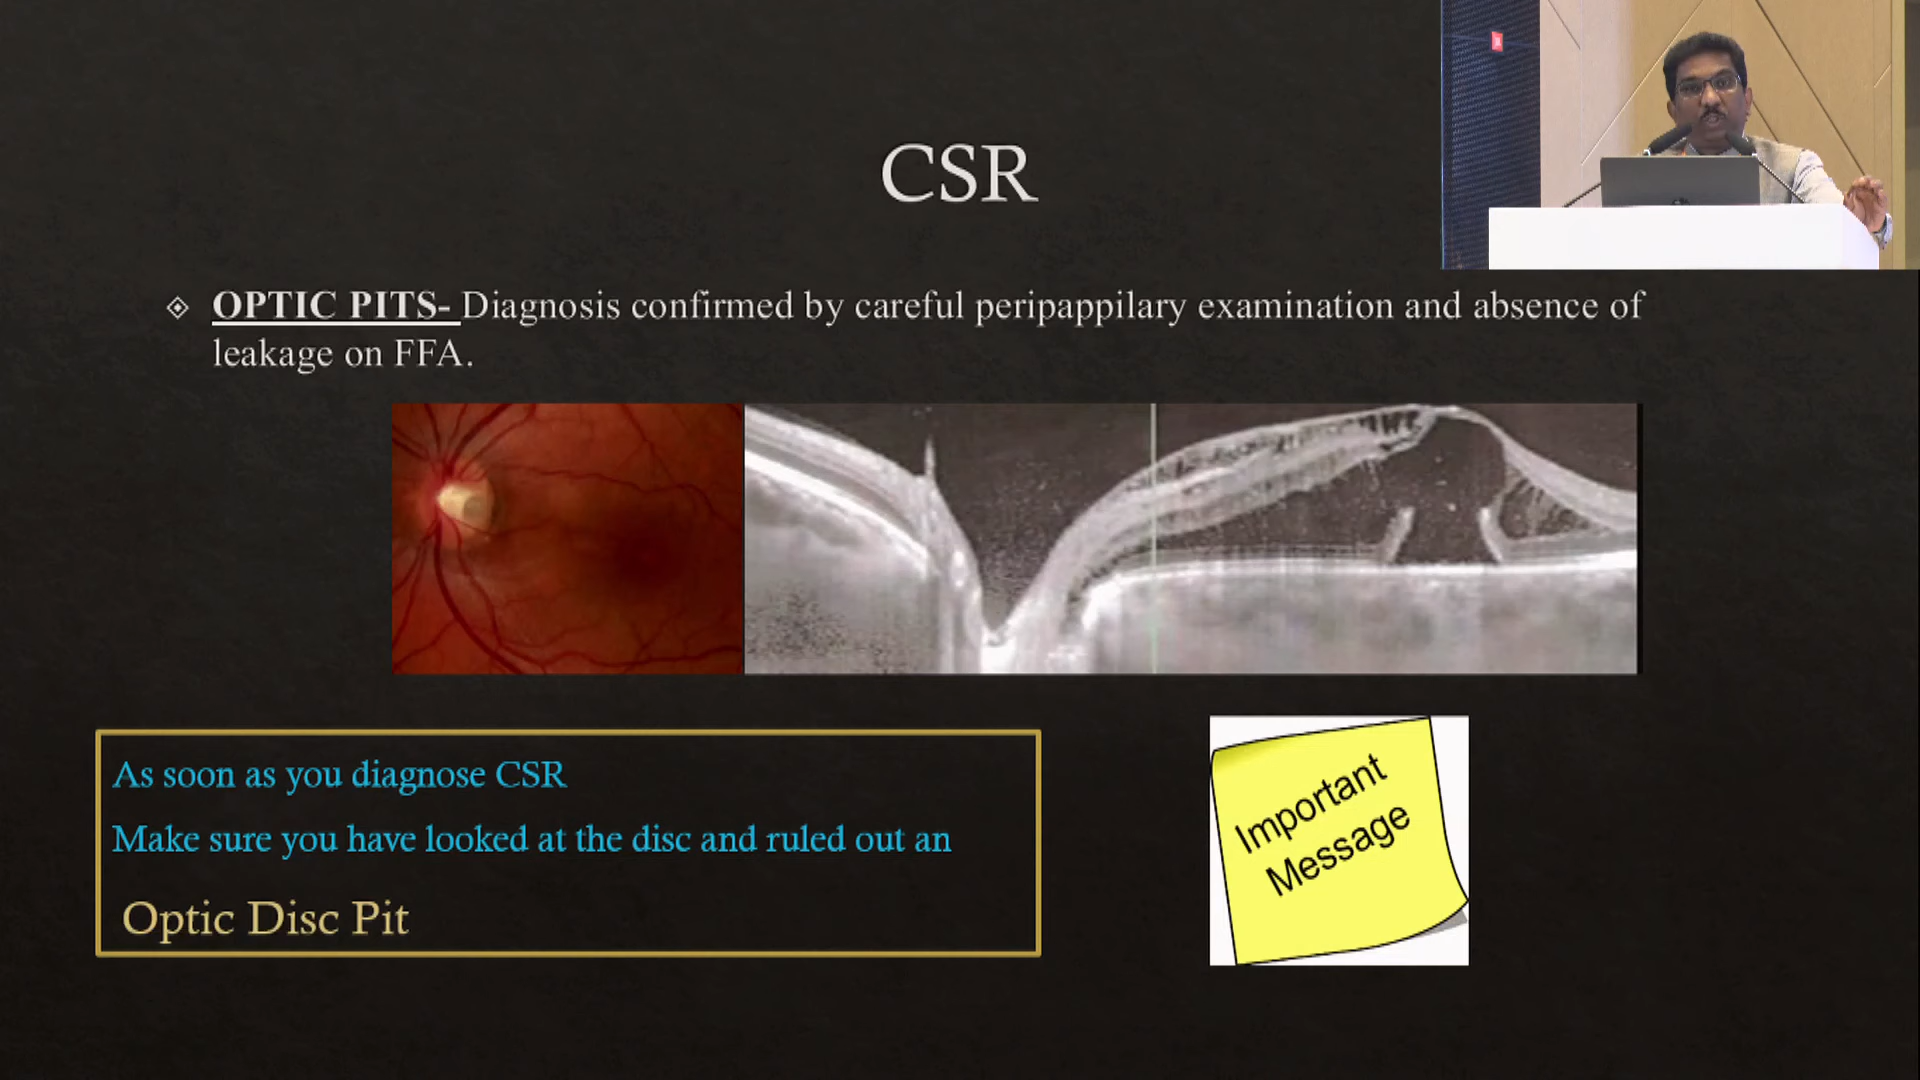 CSR
OPTIC PITS- Diagnosis confirmed by careful peripappilary examination and absence of
leakage on FFA.
As soon as you diagnose CSR
Make sure you have looked at the disc and ruled out an
Optic Disc Pit
Important
Message